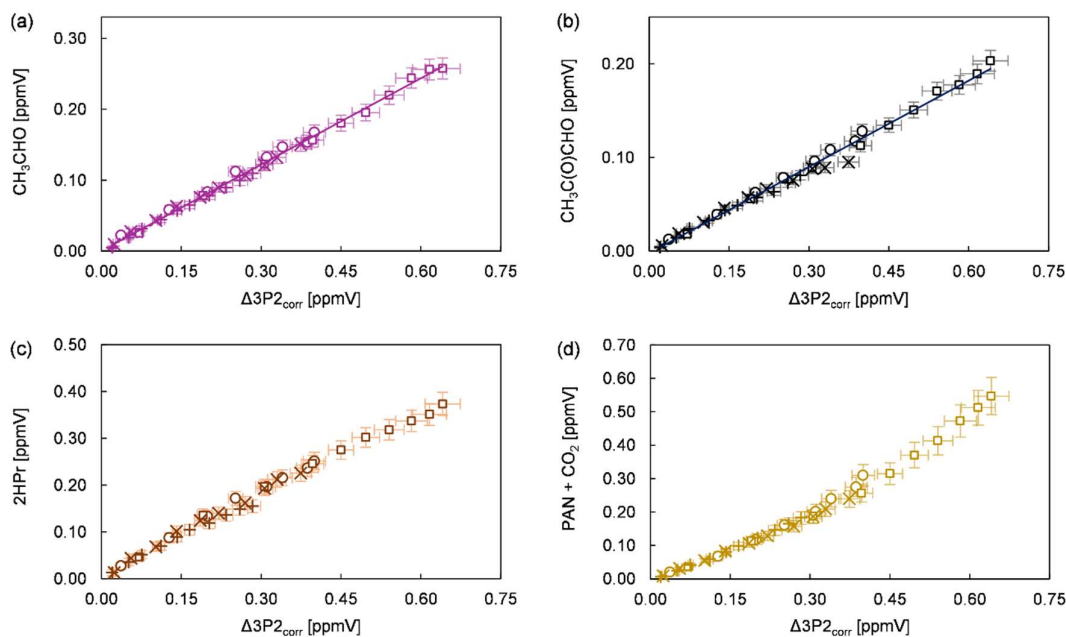 (a)
CH₃CHO [ppmV]
0.30
0.20
0.10
0.00
0.00 0.15 0.30 0.45 0.60 0.75
Δ3P2corr [ppmV]
(b)
CH₃C(O)CHO [ppmV]
0.20
0.10
0.00
0.00 0.15 0.30 0.45 0.60 0.75
Δ3P2corr [ppmV]
(c)
2HPr [ppmV]
0.50
0.40
0.30
0.20
0.10
0.00
0.00 0.15 0.30 0.45 0.60 0.75
Δ3P2corr [ppmV]
(d)
PAN + CO₂ [ppmV]
0.70
0.60
0.50
0.40
0.30
0.20
0.10
0.00
0.00 0.15 0.30 0.45 0.60 0.75
Δ3P2corr [ppmV]